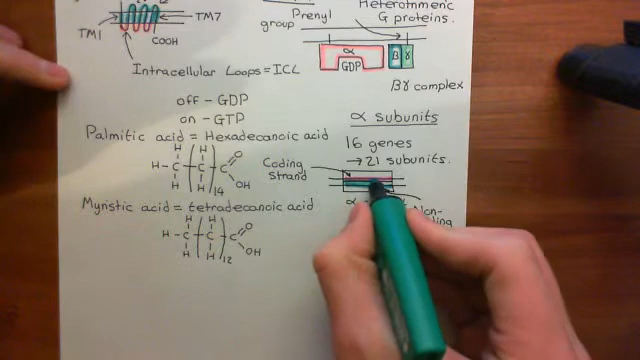 TM1
TM7
COOH
Intracellular Loops = ICL
Prenyl
group
Heterotrimeric
G proteins.
α
GDP
β γ
βγ complex
off - GDP
on - GTP
Palmitic acid = Hexadecanoic acid
H
H
H
H
H - C
C
C
O
OH
14
Myristic acid = tetradecanoic acid
H
H
H
H
H - C
C
C
O
OH
12
α subunits
16 genes
→ 21 subunits.
Coding
strand
α
Non-